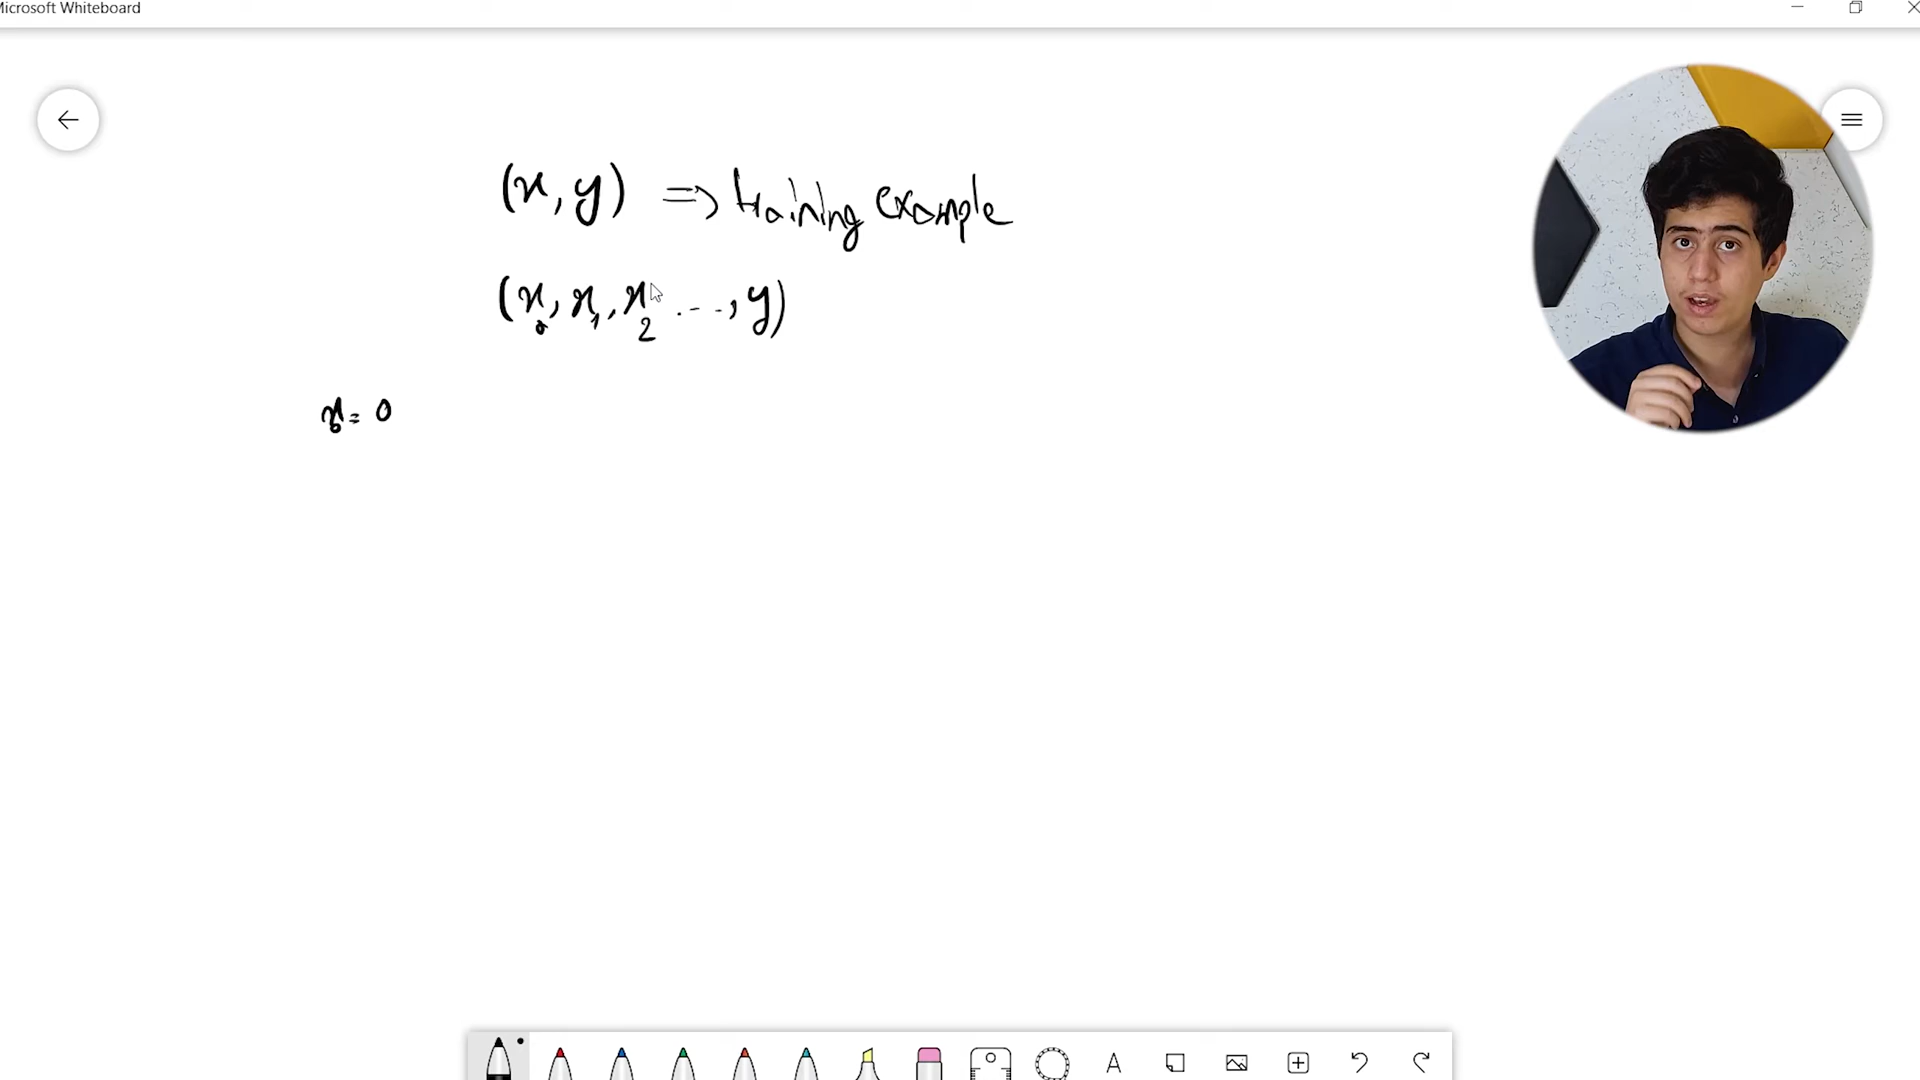 Microsoft Whiteboard
(x, y) => training example
(x₀, x₁, x₂ ..., y)
x₀ = 0
A